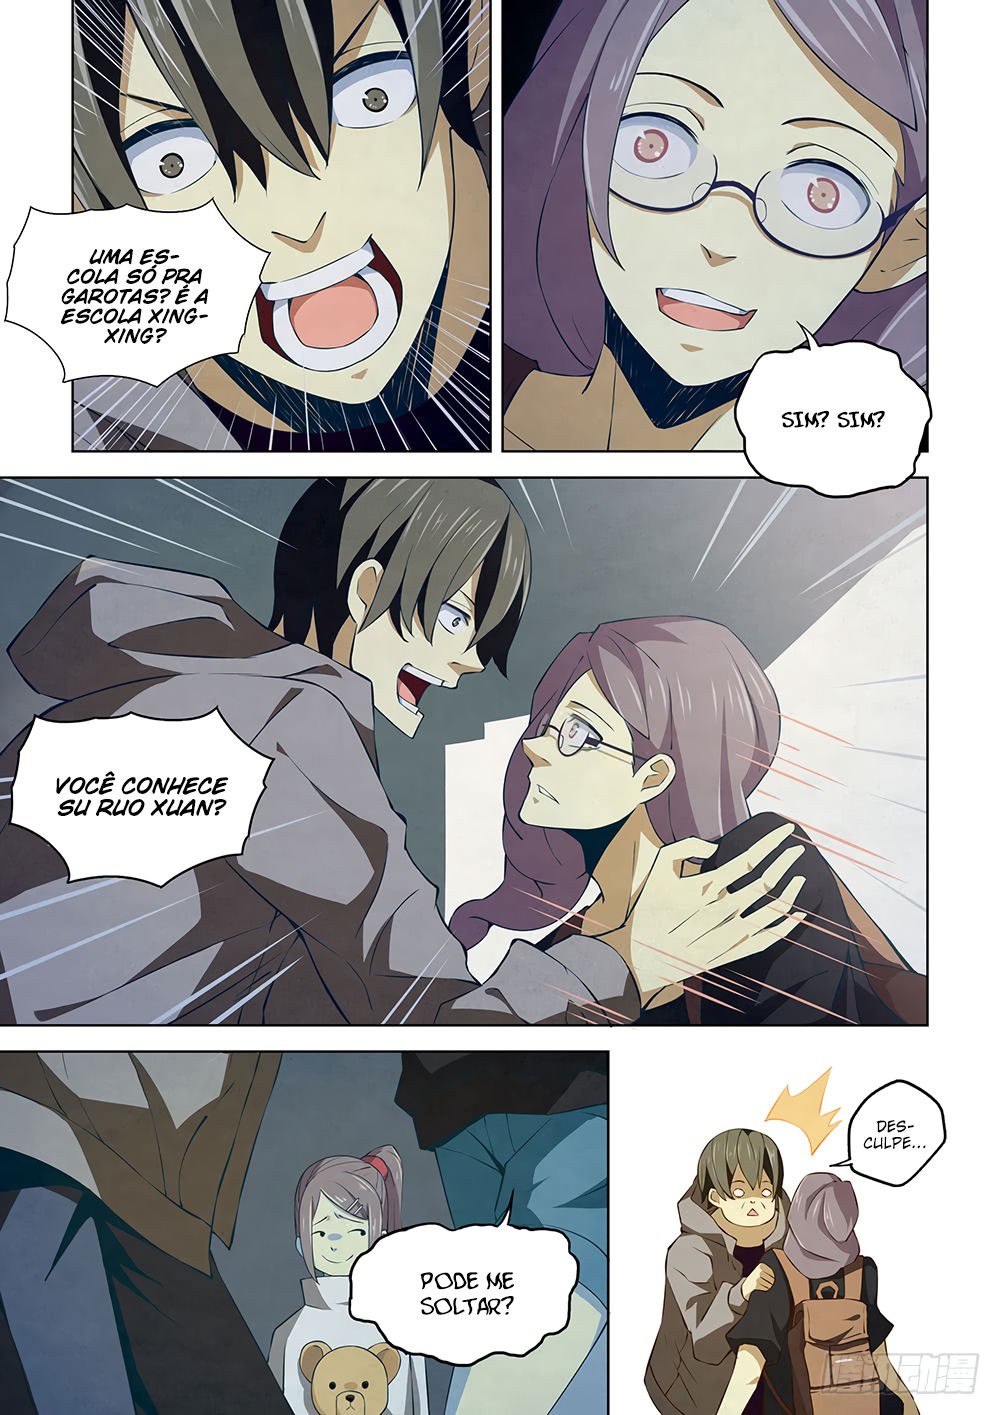 UMA ES-
COLA SÓ PRA
GAROTAS? É A
ESCOLA XING-
XING?
SIM? SIM?
VOCÊ CONHECE
SU RUO XUAN?
PODE ME
SOLTAR?
DES-
CULPE...